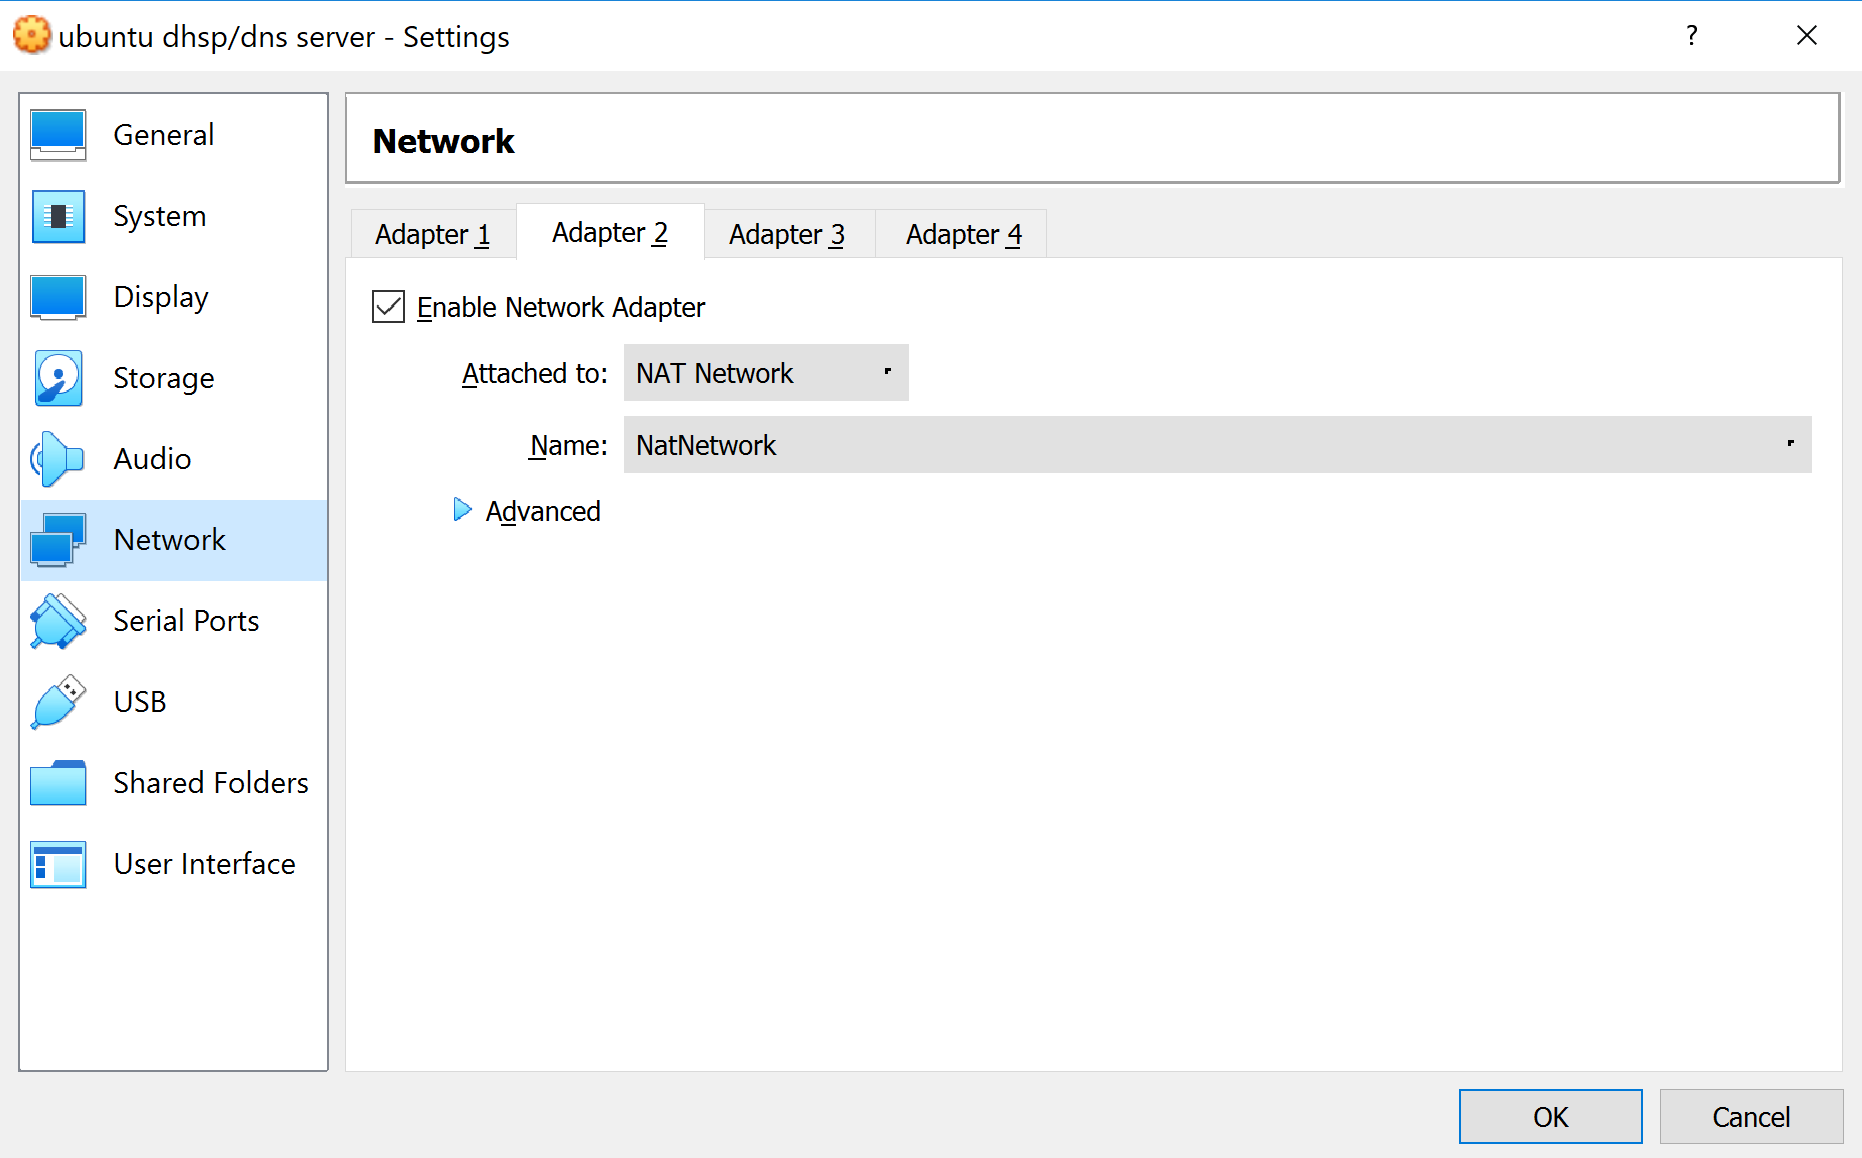 ubuntu dhsp/dns server - Settings
?
General
System
Display
Storage
Audio
Network
Serial Ports
USB
Shared Folders
User Interface
Network
Adapter 1
Adapter 2
Adapter 3
Adapter 4
Enable Network Adapter
Attached to: NAT Network
Name: NatNetwork
Advanced
OK
Cancel